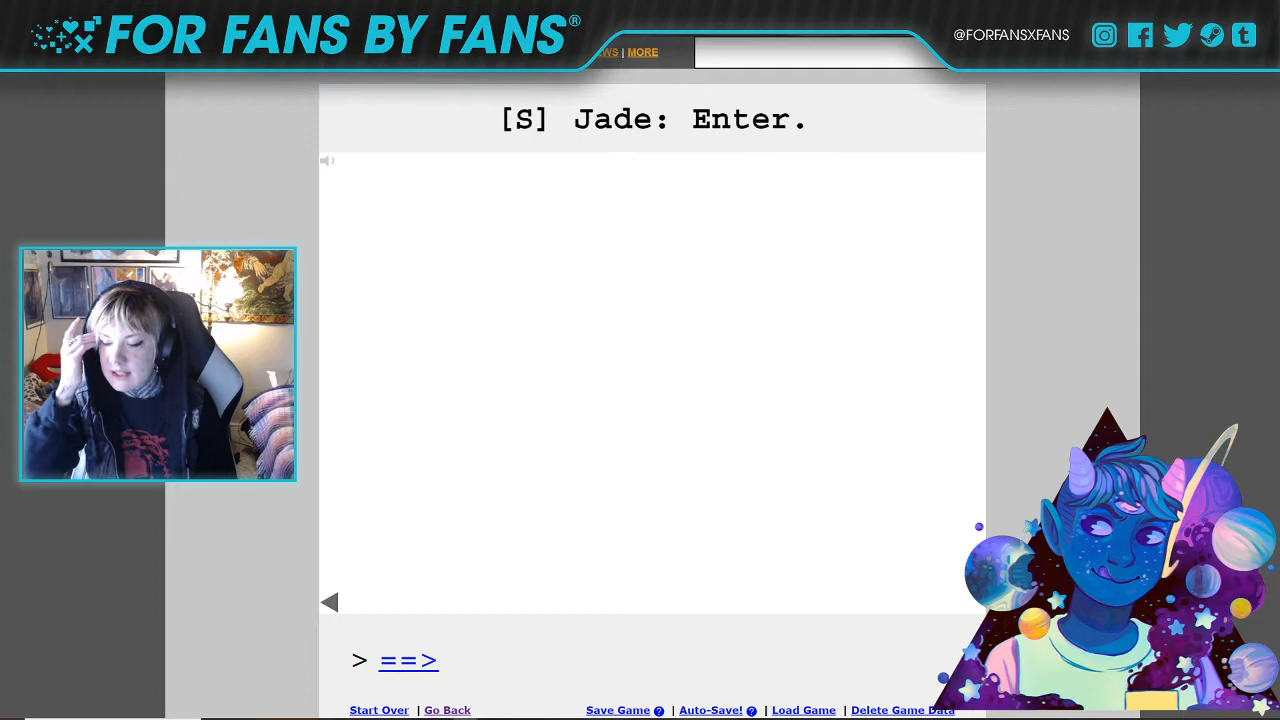 FOR FANS BY FANS®
@FORFANSXFANS
WS | MORE
[S] Jade: Enter.
> ==>
Start Over | Go Back
Save Game ? | Auto-Save! ? | Load Game | Delete Game Data